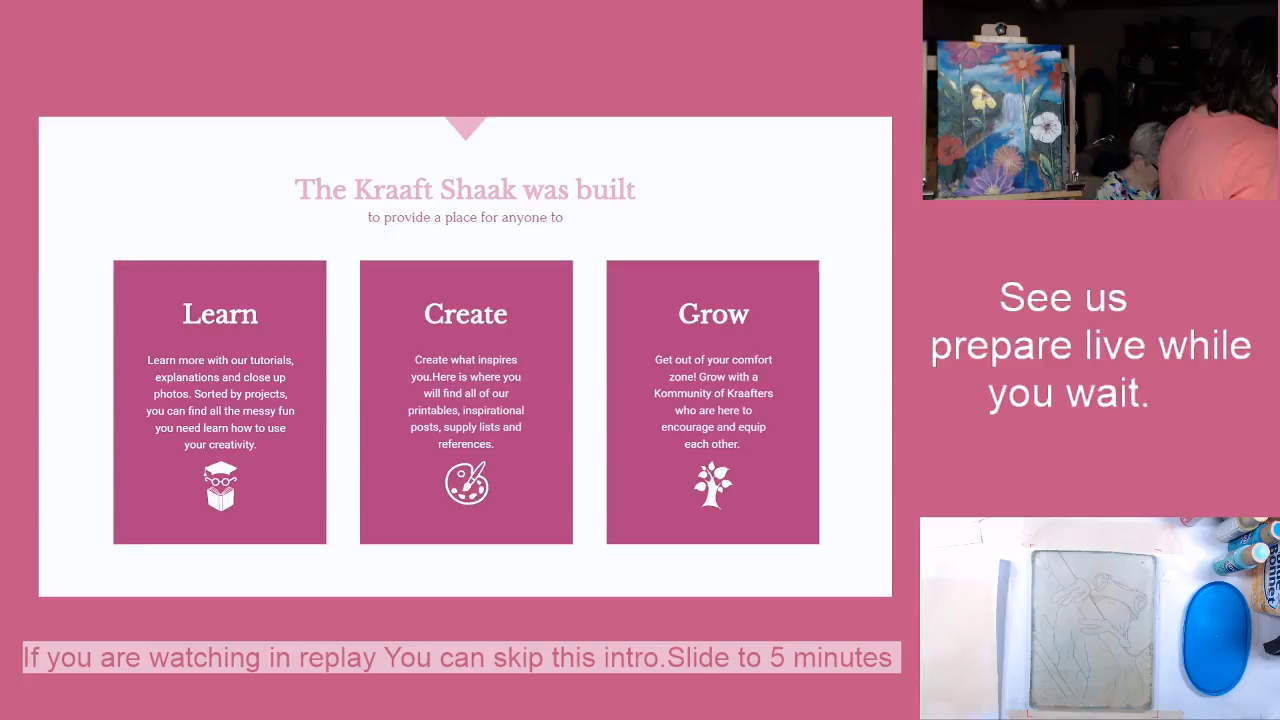 The Kraaft Shaak was built
to provide a place for anyone to
Learn
Learn more with our tutorials,
explanations and close up
photos. Sorted by projects,
you can find all the messy fun
you need learn how to use
your creativity.
Create
Create what inspires
you.Here is where you
will find all of our
printables, inspirational
posts, supply lists and
references.
Grow
Get out of your comfort
zone! Grow with a
Kommunity of Kraafters
who are here to
encourage and equip
each other.
See us
prepare live while
you wait.
If you are watching in replay You can skip this intro.Slide to 5 minutes